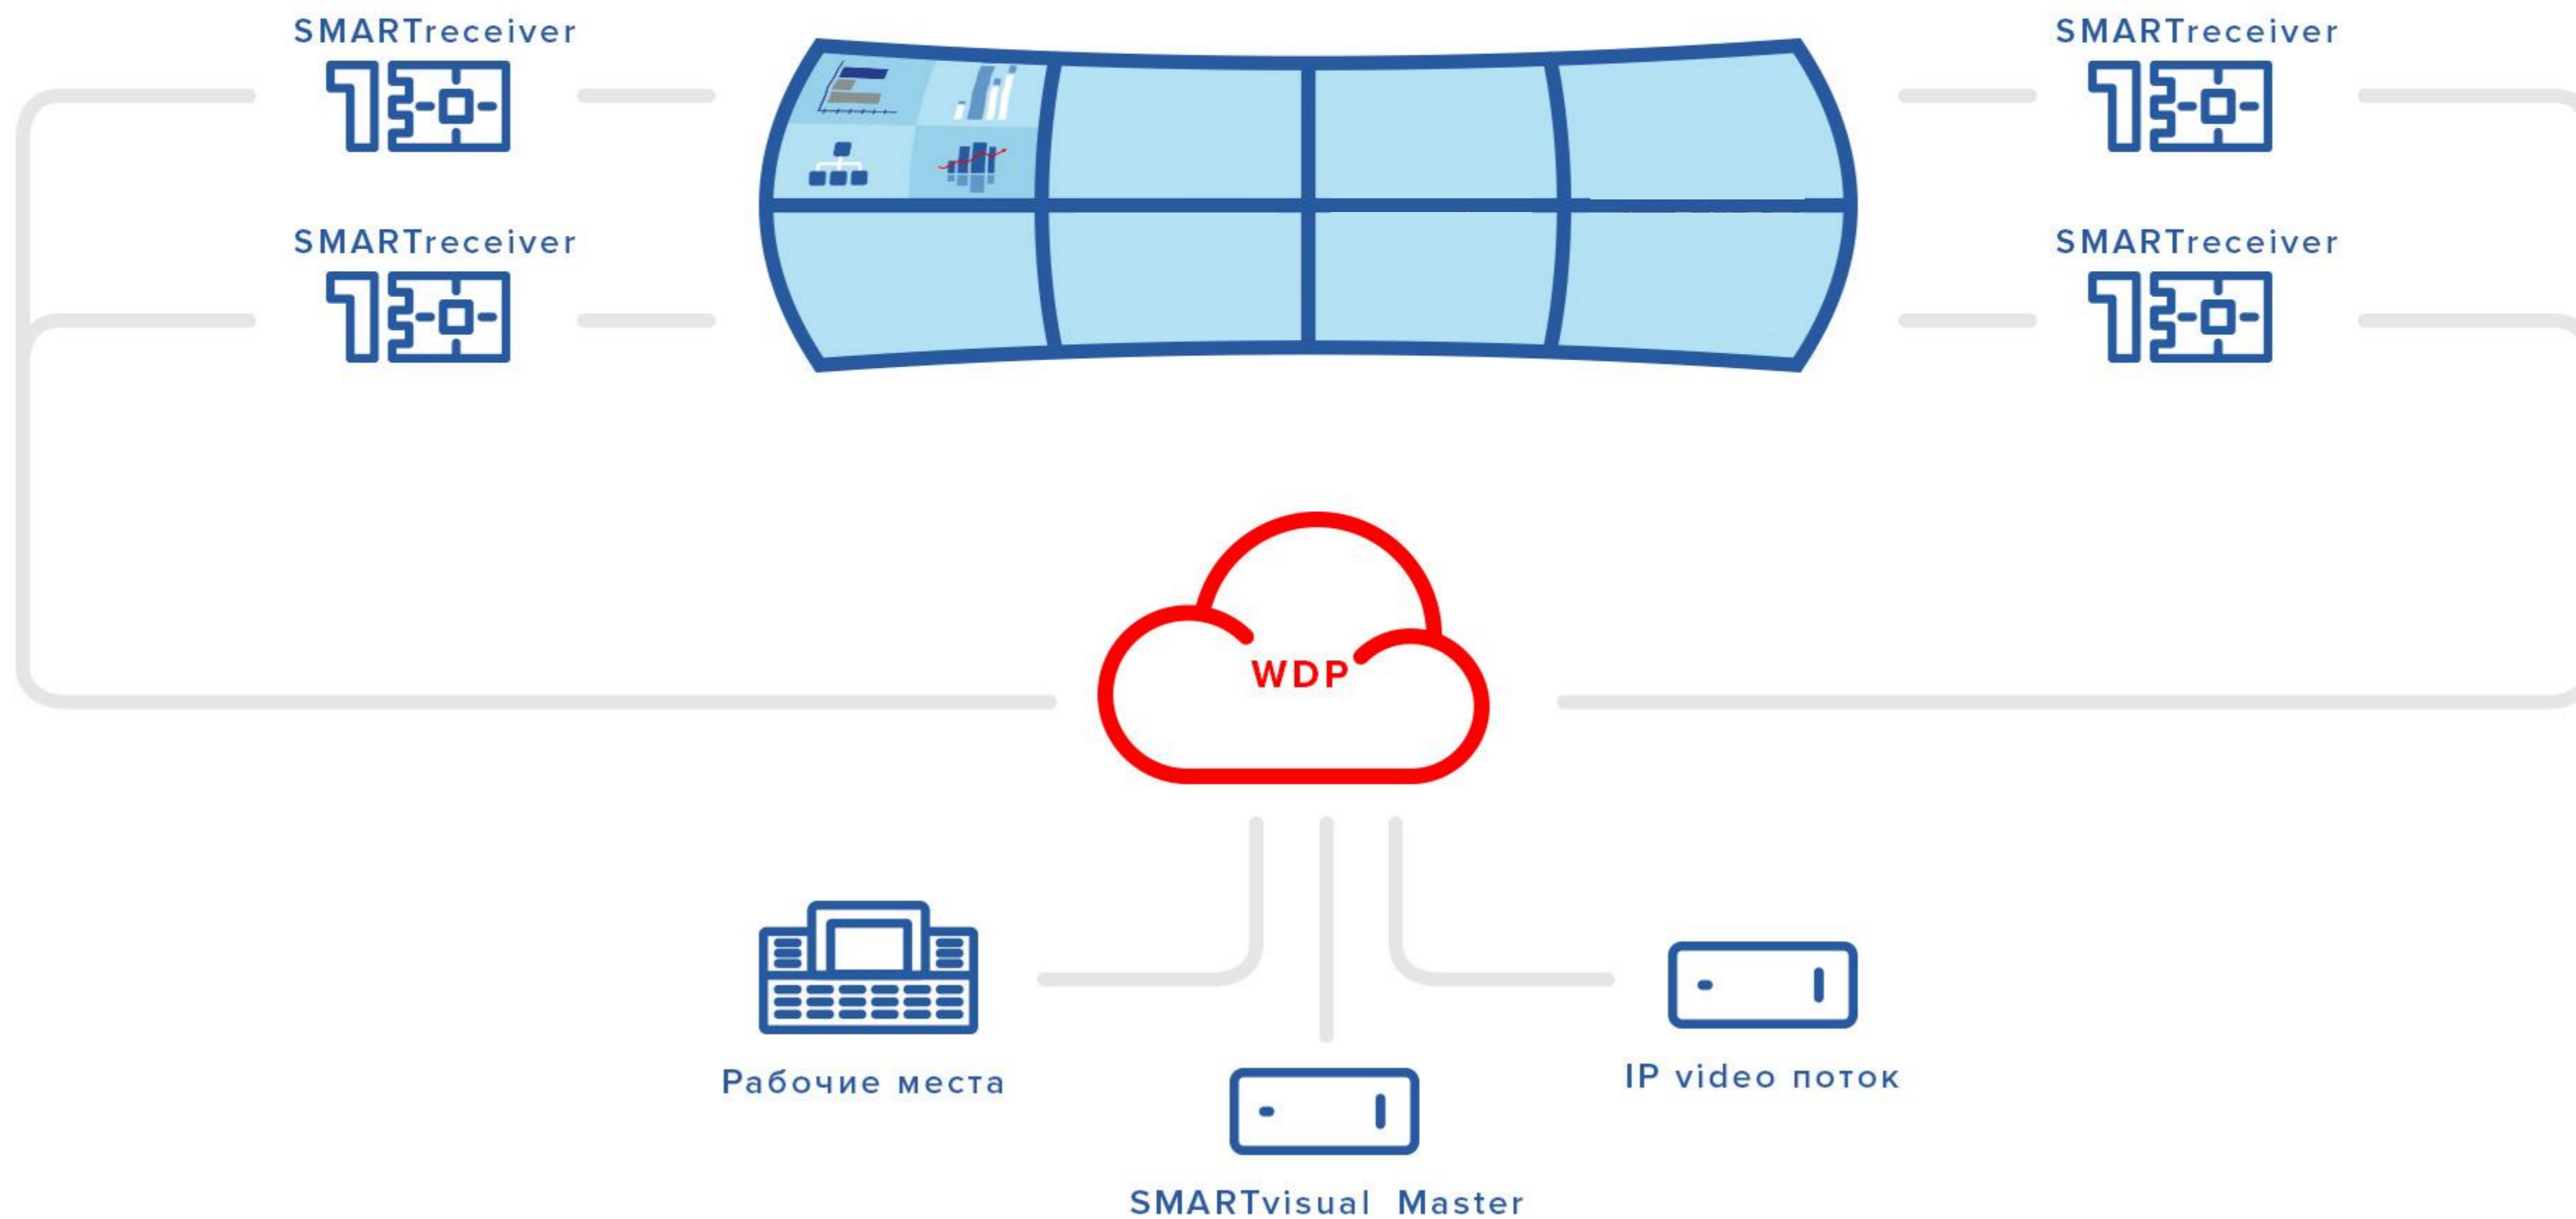 SMARTreceiver
SMARTreceiver
SMARTreceiver
SMARTreceiver
WDP
Рабочие места
IP video поток
SMARTvisual Master